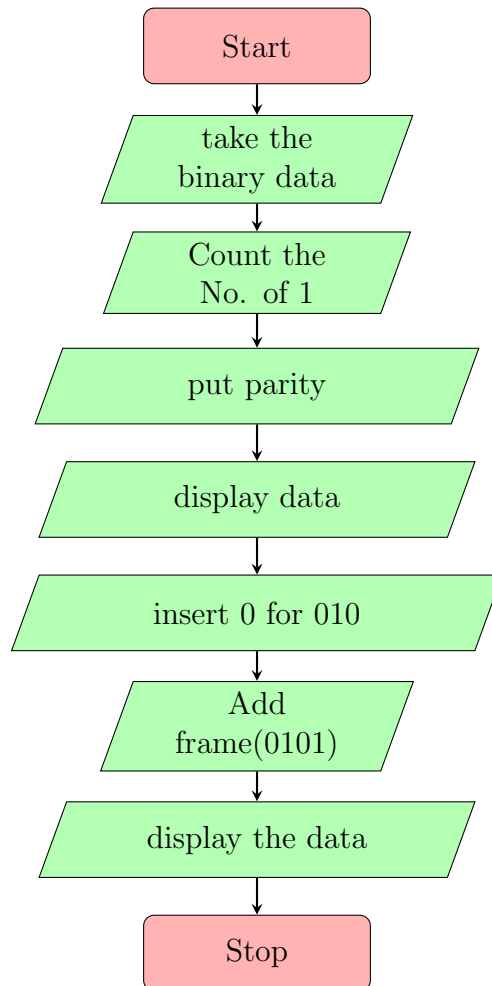 Start
take the
binary data
Count the
No. of 1
put parity
display data
insert 0 for 010
Add
frame(0101)
display the data
Stop